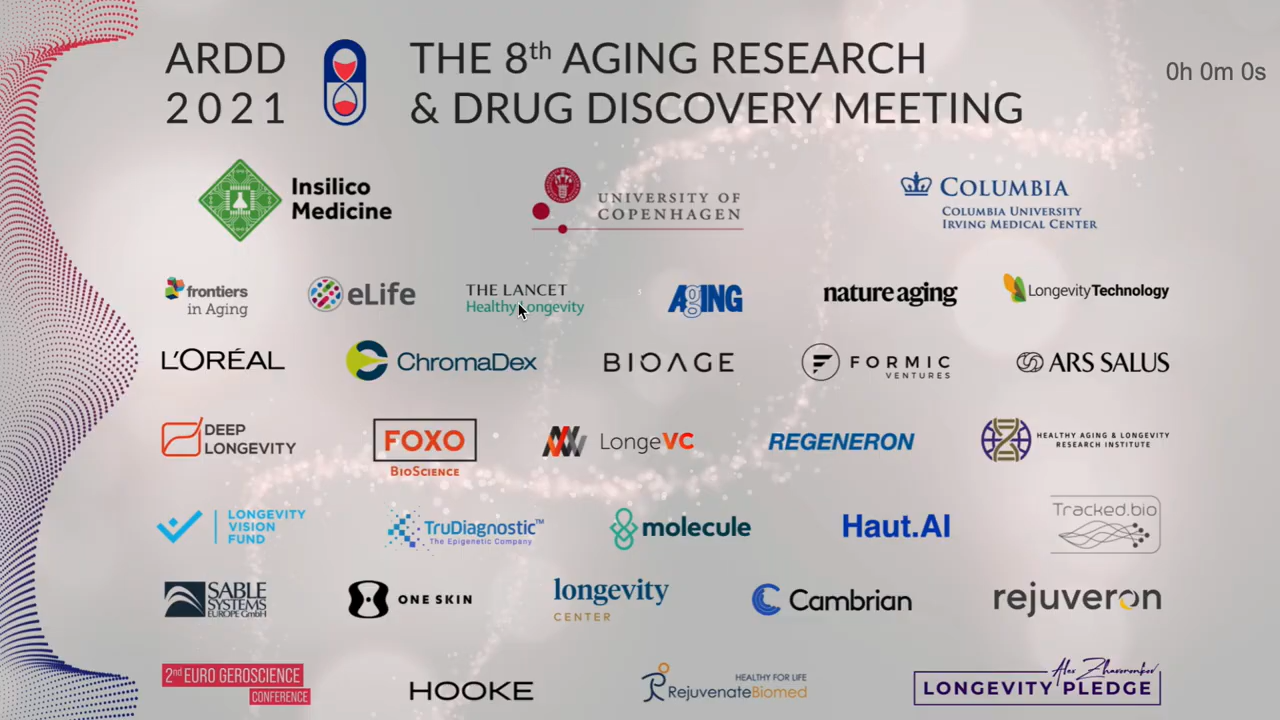 ARDD
2021
THE 8th AGING RESEARCH
& DRUG DISCOVERY MEETING
0h 0m 0s
Insilico
Medicine
UNIVERSITY OF
COPENHAGEN
COLUMBIA
COLUMBIA UNIVERSITY
IRVING MEDICAL CENTER
frontiers
in Aging
eLife
THE LANCET
Healthy Longevity
AgING
nature aging
LongevityTechnology
L'ORÉAL
ChromaDex
BIOAGE
FORMIC
VENTURES
ARS SALUS
DEEP
LONGEVITY
FOXO
BIOSCIENCE
LongeVC
REGENERON
HEALTHY AGING & LONGEVITY
RESEARCH INSTITUTE
LONGEVITY
VISION
FUND
TruDiagnostic™
The Epigenetic Company
molecule
Haut.AI
Tracked.bio
SABLE
SYSTEMS
EUROPE GmbH
ONE SKIN
longevity
CENTER
Cambrian
rejuveron
2nd EURO GEROSCIENCE
CONFERENCE
HOOKE
HEALTHY FOR LIFE
RejuvenateBiomed
Alex Zhavoronkov
LONGEVITY PLEDGE